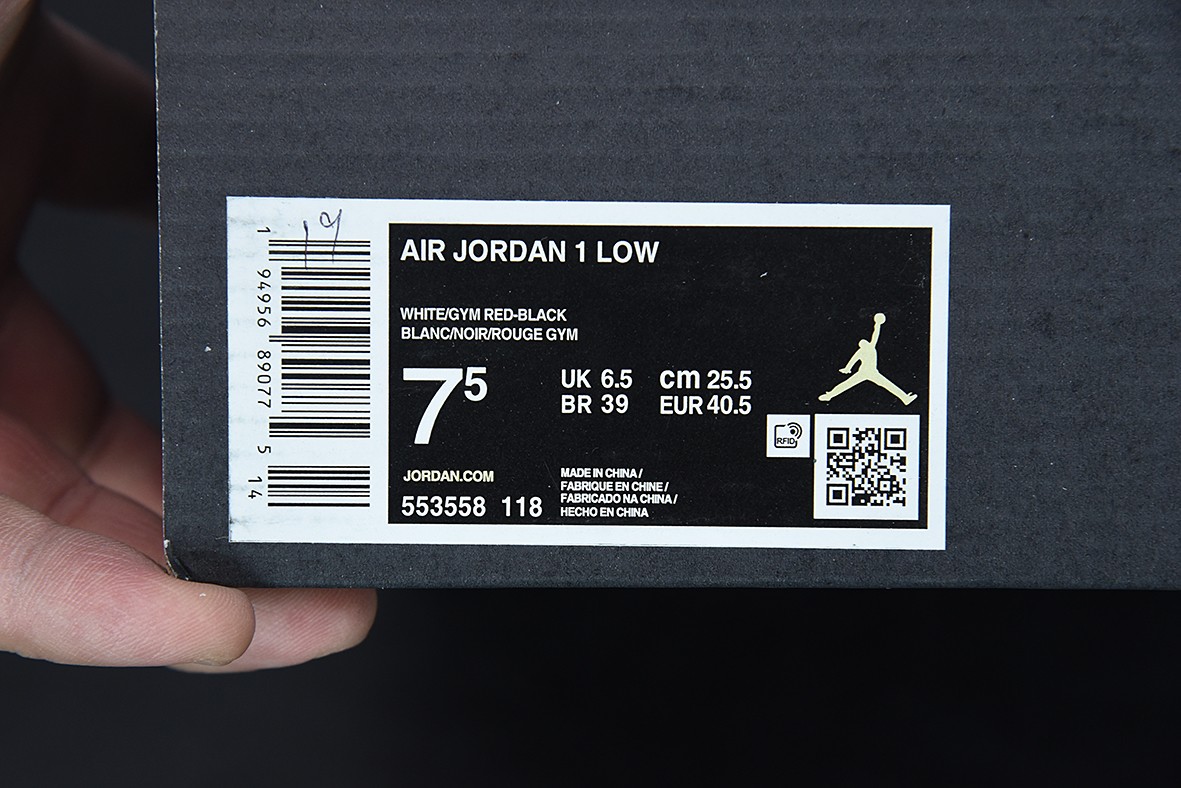 19
1 94956 89077 5 14
AIR JORDAN 1 LOW
WHITE/GYM RED-BLACK
BLANC/NOIR/ROUGE GYM
7⁵
UK 6.5 cm 25.5
BR 39 EUR 40.5
RFID
JORDAN.COM
553558 118
MADE IN CHINA /
FABRIQUE EN CHINE /
FABRICADO NA CHINA /
HECHO EN CHINA